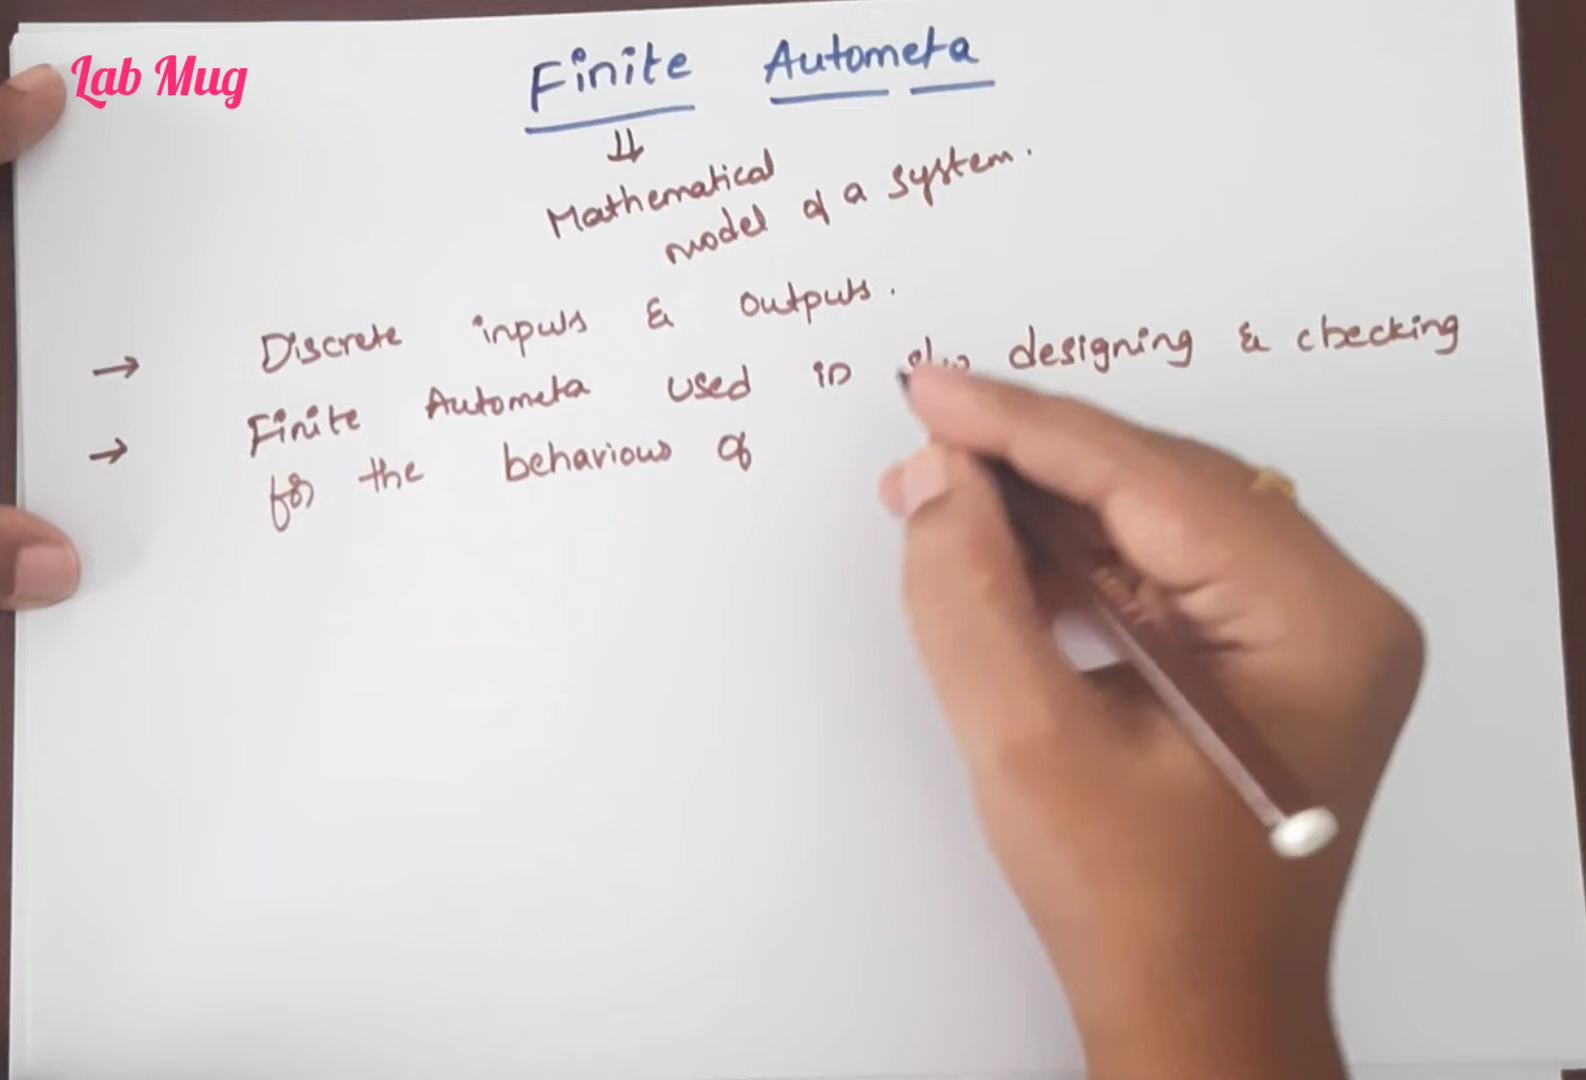 Lab Mug
Finite Autometa
⇓
Mathematical
model of a system.
→ Discrete inputs & outputs.
→ Finite Autometa used in designing & checking
for the behaviour of